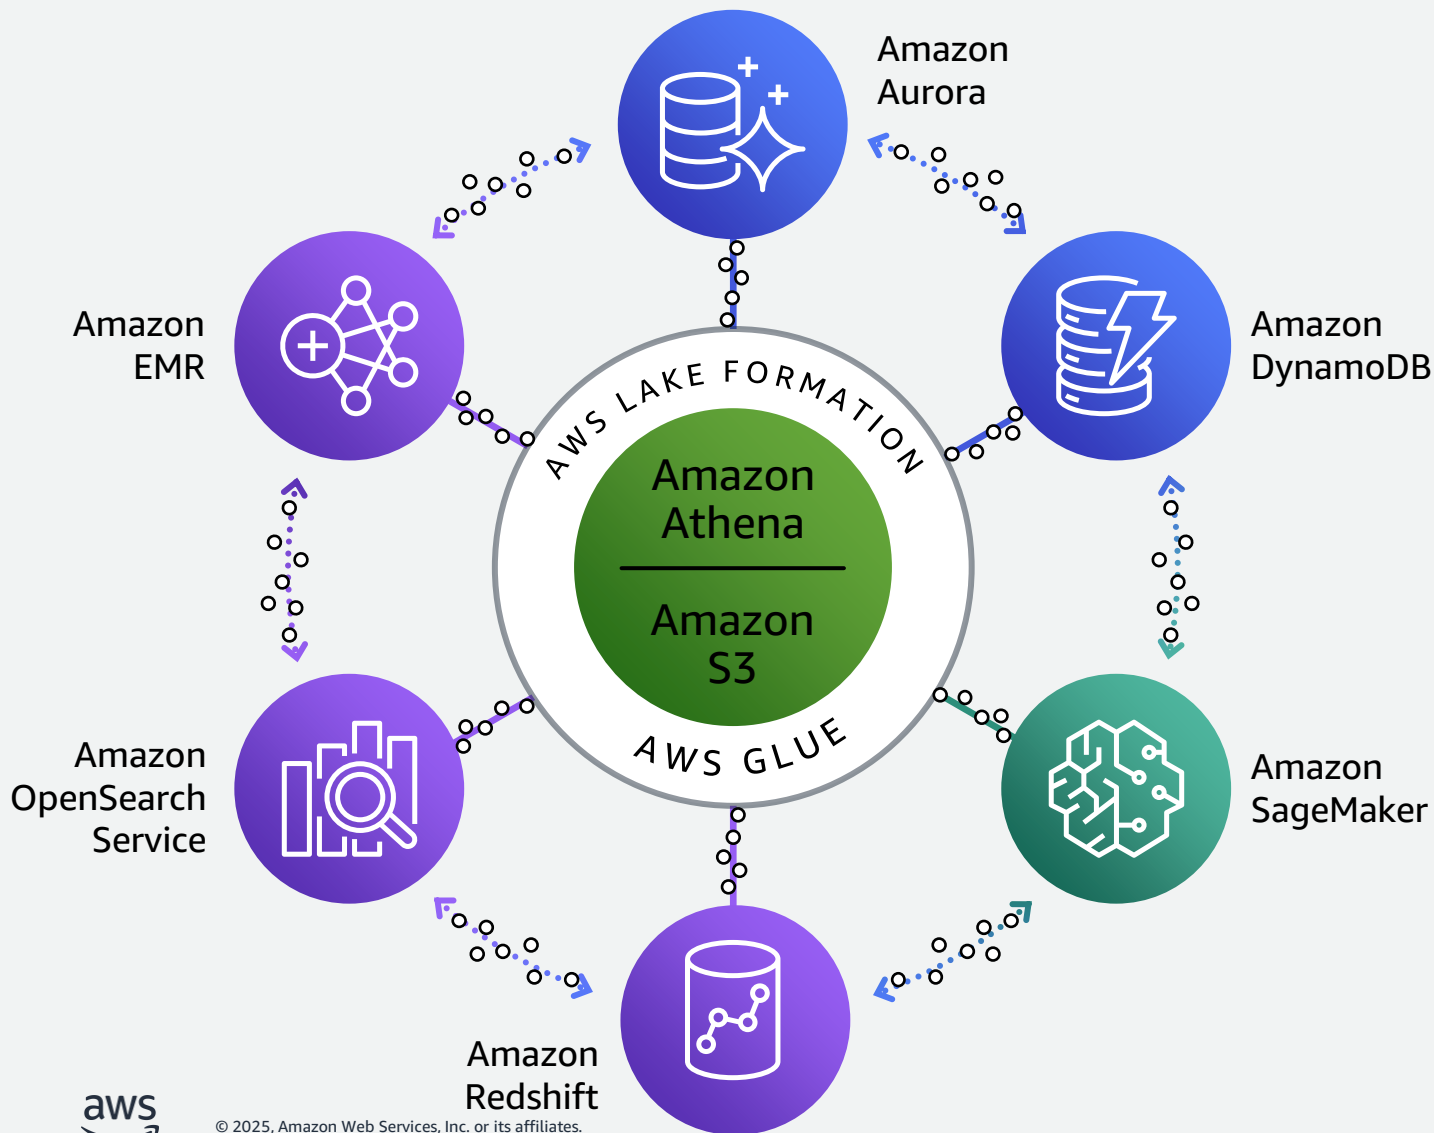 Amazon
Aurora
Amazon
EMR
Amazon
DynamoDB
AWS LAKE FORMATION
Amazon
Athena
Amazon
S3
AWS GLUE
Amazon
OpenSearch
Service
Amazon
SageMaker
Amazon
Redshift
aws
© 2025, Amazon Web Services, Inc. or its affiliates.